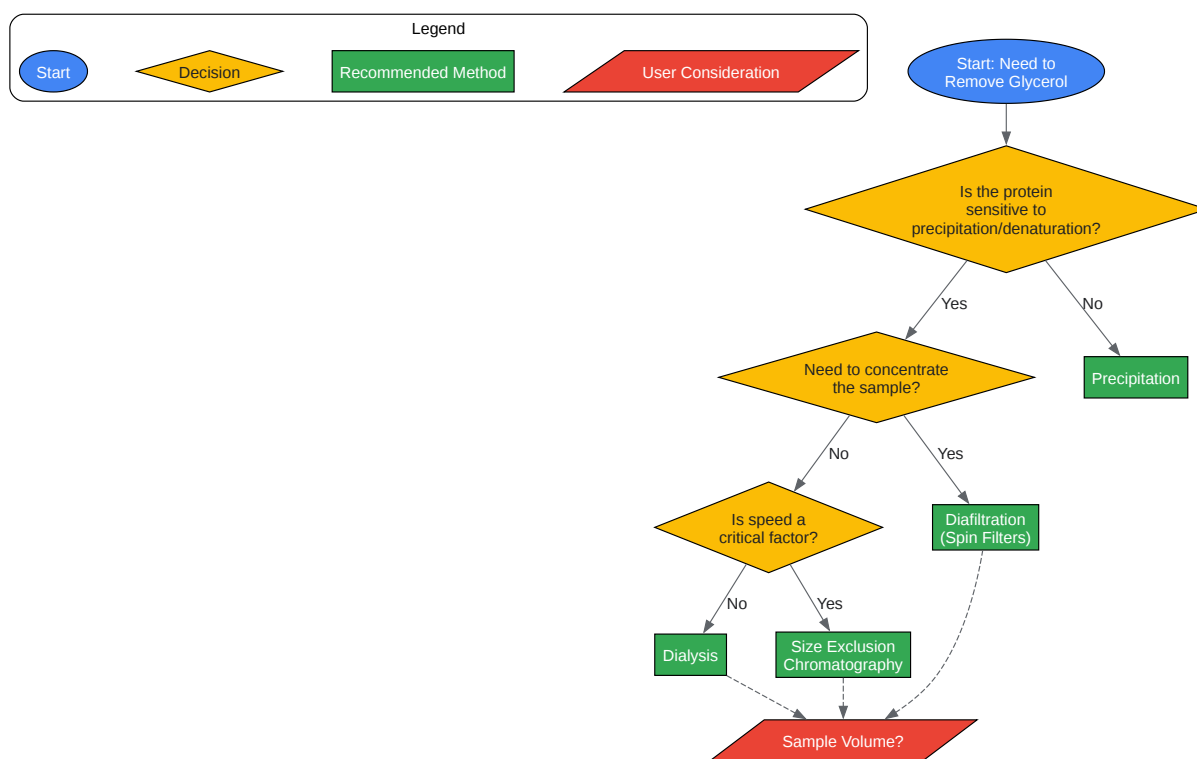 Legend
Start
Decision
Recommended Method
User Consideration
Start: Need to
Remove Glycerol
Is the protein
sensitive to
precipitation/denaturation?
Yes
No
Need to concentrate
the sample?
Precipitation
No
Yes
Is speed a
critical factor?
Diafiltration
(Spin Filters)
No
Yes
Dialysis
Size Exclusion
Chromatography
Sample Volume?